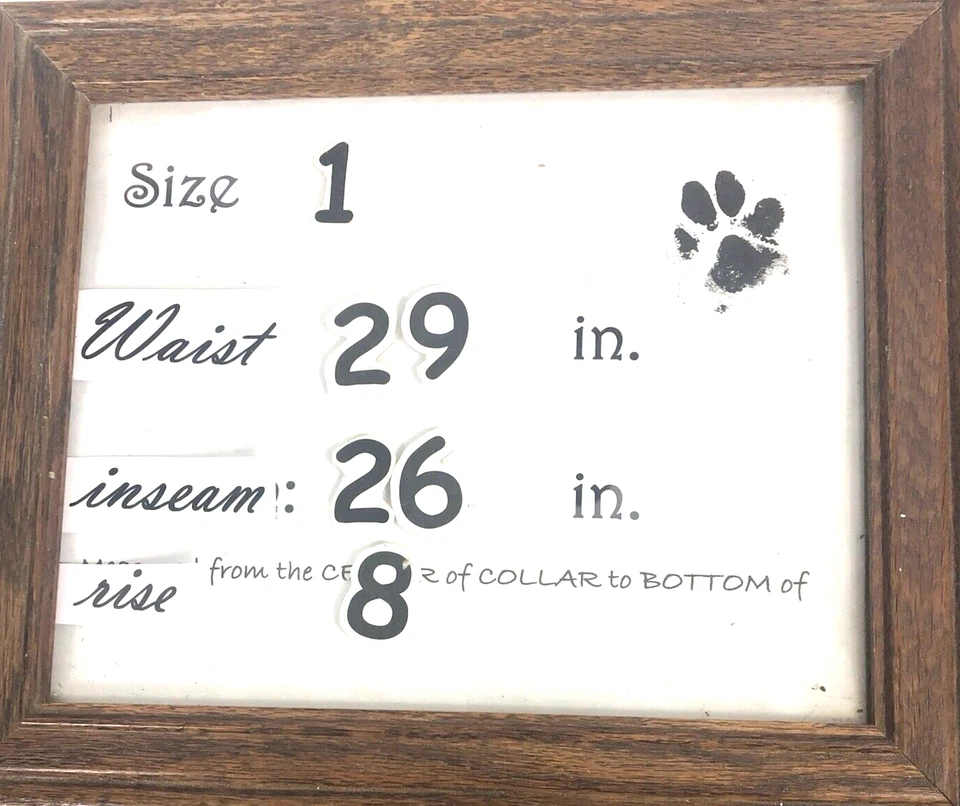 Size 1
Waist 29 in.
inseam : 26 in.
from the of COLLAR to BOTTOM of
rise 8